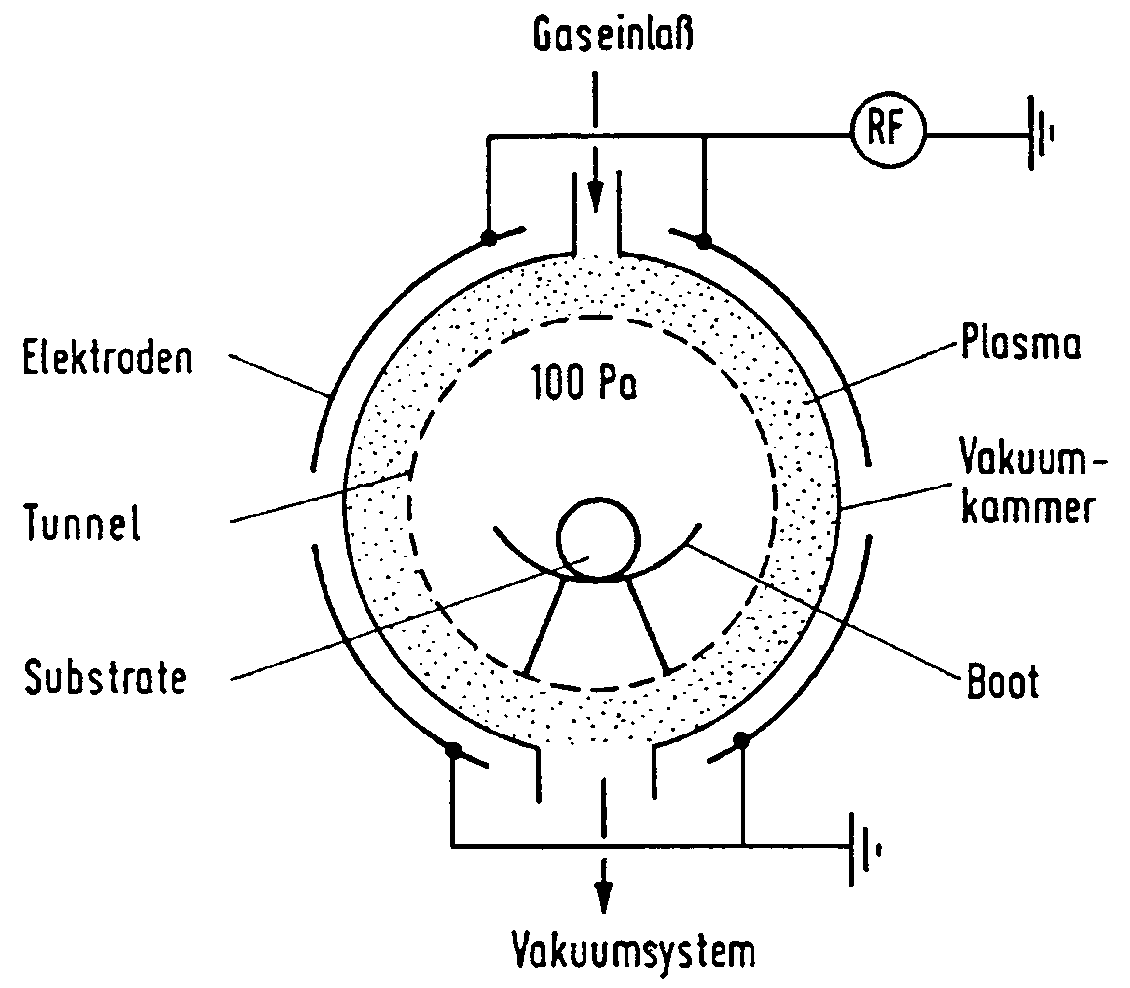 Gaseinlaß
RF
Elektroden
Plasma
100 Pa
Vakuum-
kammer
Tunnel
Substrate
Boot
Vakuumsystem